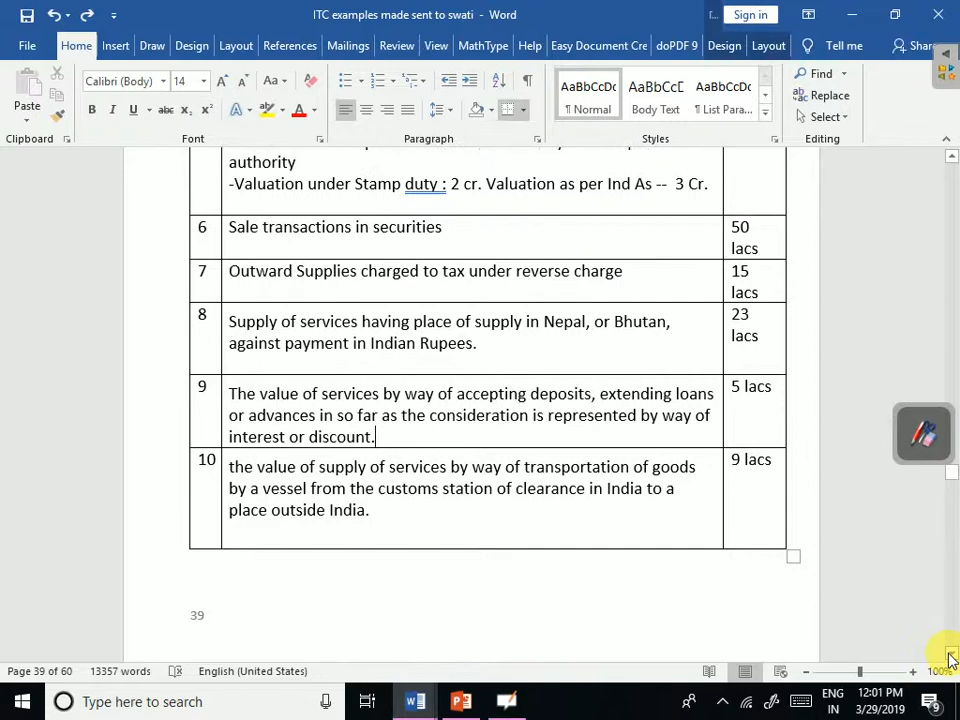 ITC examples made sent to swati - Word
Sign in
File Home Insert Draw Design Layout References Mailings Review View MathType Help Easy Document Cre doPDF 9 Design Layout Tell me Share
Paste
Calibri (Body) 14 Aa
B I U abc x₂ x² A A
AaBbCcDc AaBbCcD AaBbCcDc
¶ Normal Body Text ¶ List Para...
Find
Replace
Select
Clipboard Font Paragraph Styles Editing
authority
-Valuation under Stamp duty : 2 cr. Valuation as per Ind As -- 3 Cr.
6 Sale transactions in securities 50
lacs
7 Outward Supplies charged to tax under reverse charge 15
lacs
8 Supply of services having place of supply in Nepal, or Bhutan, 23
against payment in Indian Rupees. lacs
9 The value of services by way of accepting deposits, extending loans 5 lacs
or advances in so far as the consideration is represented by way of
interest or discount.
10 the value of supply of services by way of transportation of goods 9 lacs
by a vessel from the customs station of clearance in India to a
place outside India.
39
Page 39 of 60 13357 words English (United States) 100%
Type here to search
ENG
IN
12:01 PM
3/29/2019
9